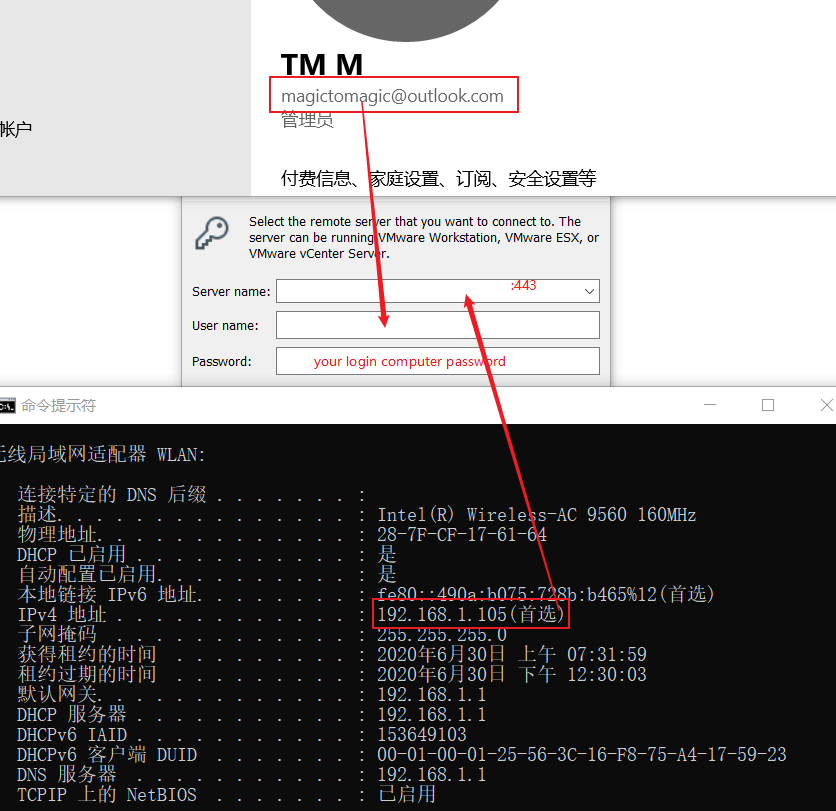 TM M
magictomagic@outlook.com
管理员
帐户
付费信息、家庭设置、订阅、安全设置等
Select the remote server that you want to connect to. The
server can be running VMware Workstation, VMware ESX, or
VMware vCenter Server.
Server name: :443
User name:
Password: your login computer password
命令提示符
无线局域网适配器 WLAN:
连接特定的 DNS 后缀 . . . . . . . :
描述. . . . . . . . . . . . . . . : Intel(R) Wireless-AC 9560 160MHz
物理地址. . . . . . . . . . . . . : 28-7F-CF-17-61-64
DHCP 已启用 . . . . . . . . . . . : 是
自动配置已启用. . . . . . . . . . : 是
本地链接 IPv6 地址. . . . . . . . : fe80::490a:b075:728b:b465%12(首选)
IPv4 地址 . . . . . . . . . . . . : 192.168.1.105(首选)
子网掩码 . . . . . . . . . . . . : 255.255.255.0
获得租约的时间 . . . . . . . . . : 2020年6月30日 上午 07:31:59
租约过期的时间 . . . . . . . . . : 2020年6月30日 下午 12:30:03
默认网关. . . . . . . . . . . . . : 192.168.1.1
DHCP 服务器 . . . . . . . . . . . : 192.168.1.1
DHCPv6 IAID . . . . . . . . . . . : 153649103
DHCPv6 客户端 DUID . . . . . . . : 00-01-00-01-25-56-3C-16-F8-75-A4-17-59-23
DNS 服务器 . . . . . . . . . . . : 192.168.1.1
TCPIP 上的 NetBIOS . . . . . . . : 已启用